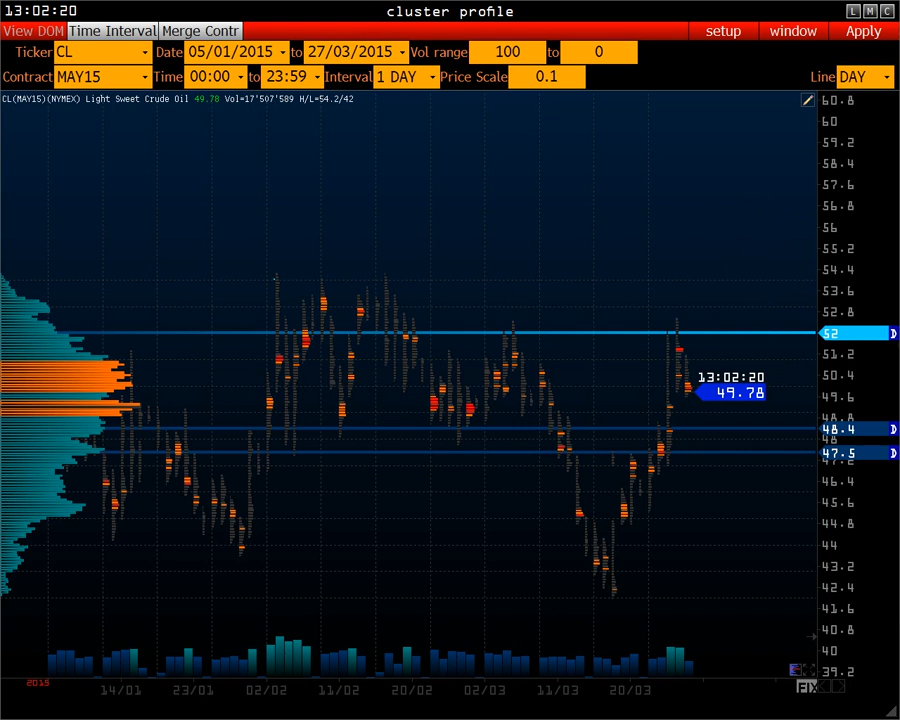 13:02:20 cluster profile L M C
View DOM Time Interval Merge Contr setup window Apply
Ticker CL Date 05/01/2015 to 27/03/2015 Vol range 100 to 0
Contract MAY15 Time 00:00 to 23:59 Interval 1 DAY Price Scale 0.1 Line DAY
CL(MAY15)(NYMEX) Light Sweet Crude Oil 49.78 Vol=17'507'589 H/L=54.2/42
60.8
60
59.2
58.4
57.6
56.8
56
55.2
54.4
53.6
52.8
52 D
51.2
13:02:20
50.4
49.78
49.6
48.8
48.4 D
48
47.5 D
47.2
46.4
45.6
44.8
44
43.2
42.4
41.6
40.8
40
39.2
2015 14/01 23/01 02/02 11/02 20/02 02/03 11/03 20/03
FIX